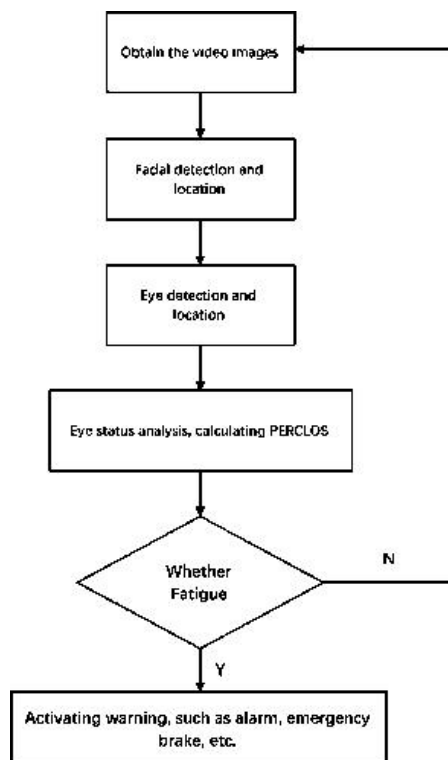 Obtain the video images
Facial detection and
location
Eye detection and
location
Eye status analysis, calculating PERCLOS
Whether
Fatigue
N
Y
Activating warning, such as alarm, emergency
brake, etc.